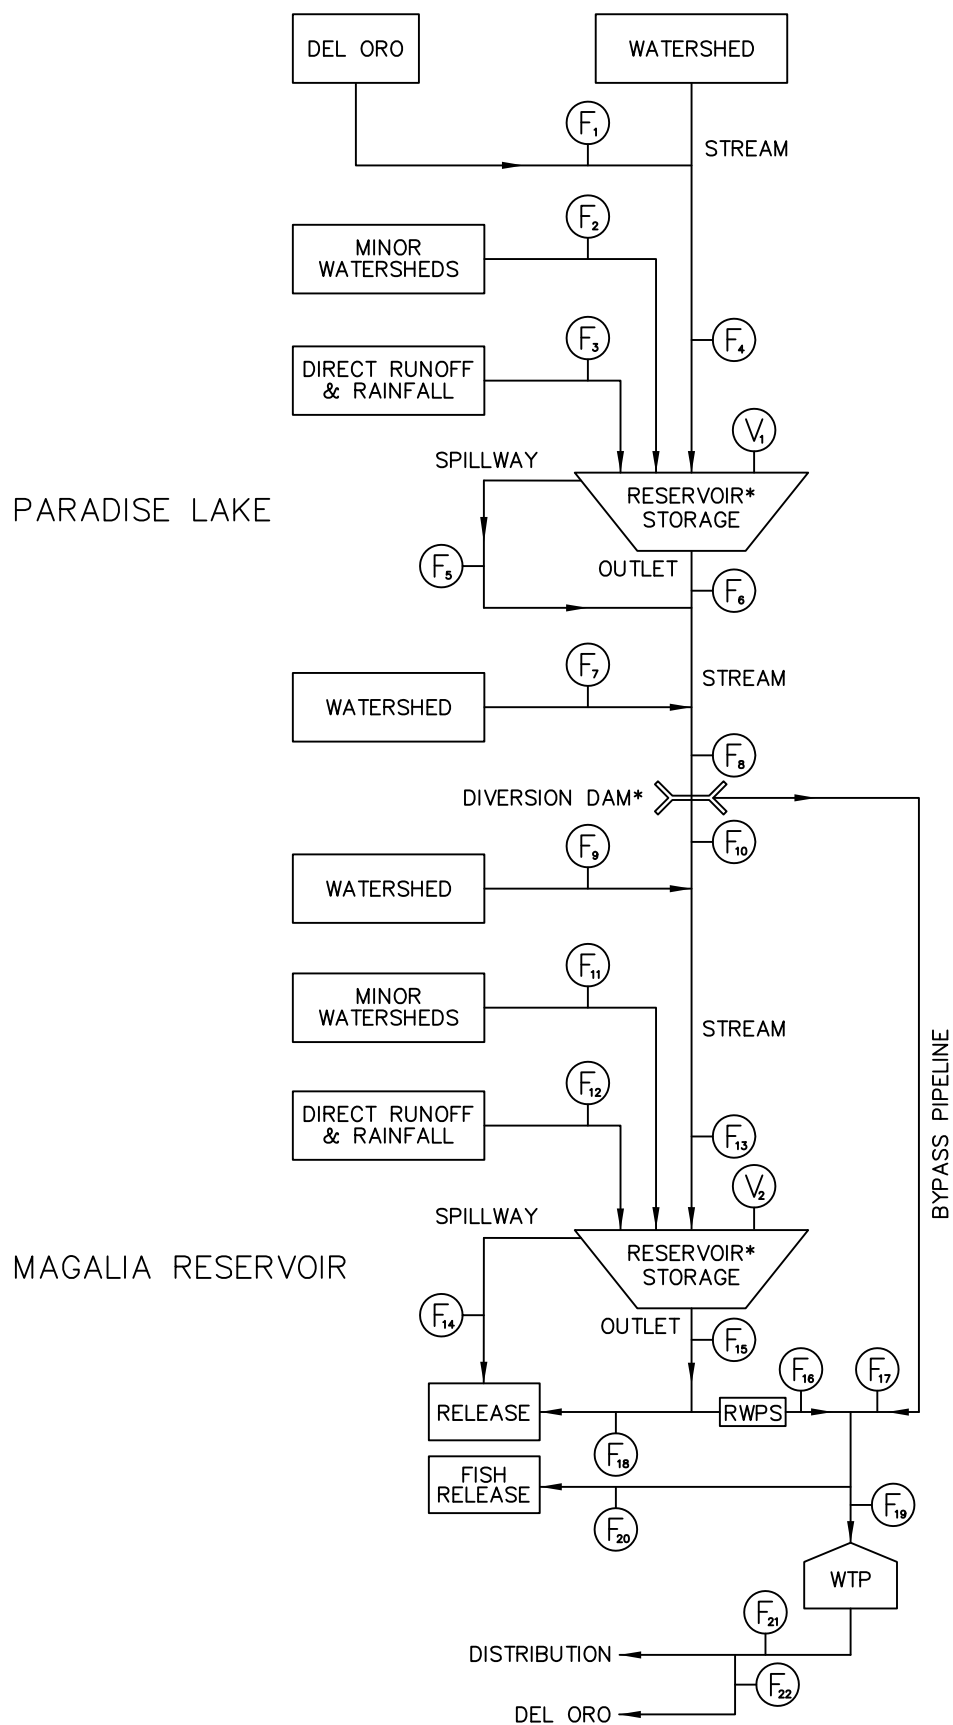 DEL ORO
WATERSHED
F1
STREAM
F2
MINOR
WATERSHEDS
F3
F4
DIRECT RUNOFF
& RAINFALL
V1
SPILLWAY
PARADISE LAKE
RESERVOIR*
STORAGE
F5
OUTLET
F6
F7
STREAM
WATERSHED
F8
DIVERSION DAM*
F9
F10
WATERSHED
F11
MINOR
WATERSHEDS
STREAM
BYPASS PIPELINE
F12
DIRECT RUNOFF
& RAINFALL
F13
V2
SPILLWAY
MAGALIA RESERVOIR
RESERVOIR*
STORAGE
F14
OUTLET
F15
F16
F17
RELEASE
RWPS
F18
FISH
RELEASE
F19
F20
WTP
F21
DISTRIBUTION
F22
DEL ORO